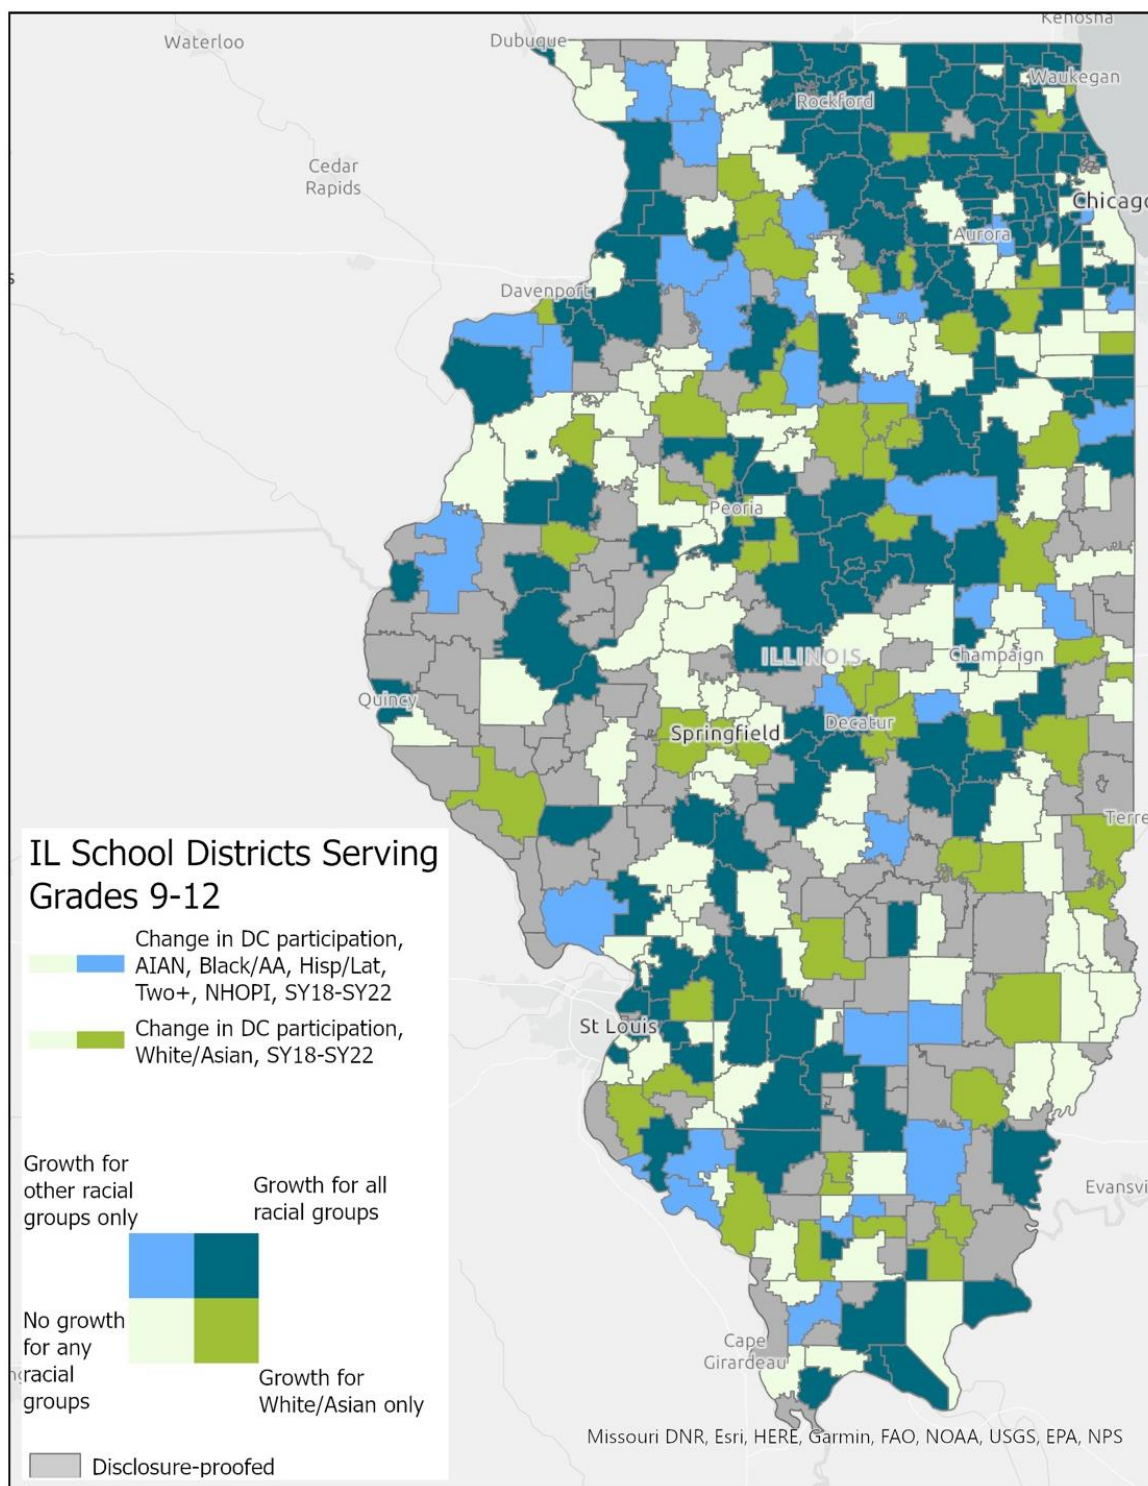 Kenosha
Waterloo
Dubuque
Waukegan
Rockford
Cedar
Rapids
Chicago
Aurora
Davenport
Peoria
ILLINOIS
Champaign
Quincy
Decatur
Springfield
Terre
IL School Districts Serving
Grades 9-12
Change in DC participation,
AIAN, Black/AA, Hisp/Lat,
Two+, NHOPI, SY18-SY22
Change in DC participation,
White/Asian, SY18-SY22
St Louis
Growth for
other racial
groups only
Growth for all
racial groups
Evansvi
No growth
for any
racial
groups
Growth for
White/Asian only
Cape
Girardeau
Missouri DNR, Esri, HERE, Garmin, FAO, NOAA, USGS, EPA, NPS
Disclosure-proofed